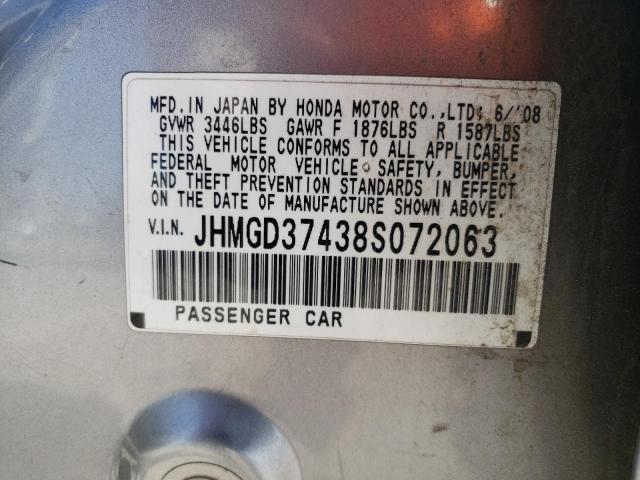 MFD. IN JAPAN BY HONDA MOTOR CO.,LTD; 6/'08
GVWR 3446LBS GAWR F 1876LBS R 1587LBS
THIS VEHICLE CONFORMS TO ALL APPLICABLE
FEDERAL MOTOR VEHICLE SAFETY, BUMPER,
AND THEFT PREVENTION STANDARDS IN EFFECT
ON THE DATE OF MANUFACTURE SHOWN ABOVE.
V.I.N. JHMGD37438S072063
PASSENGER CAR